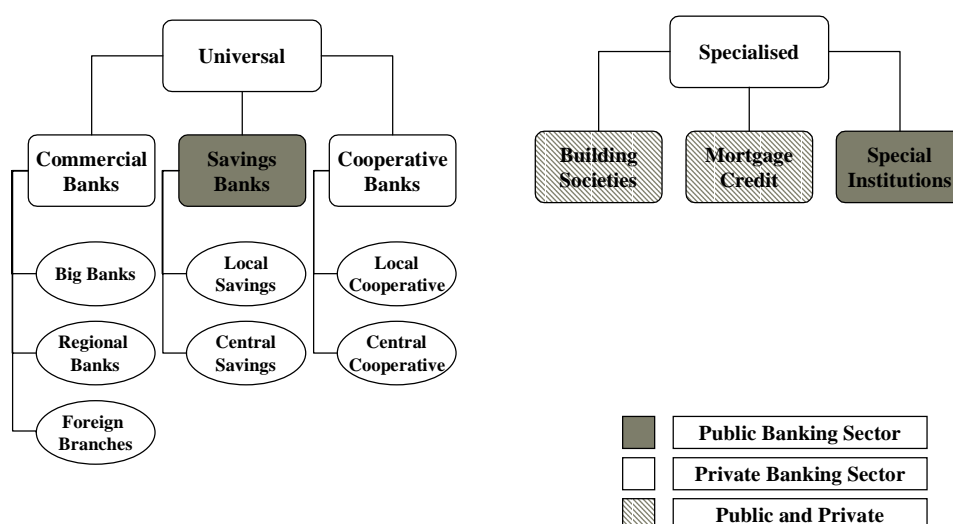 Universal
Commercial
Banks
Savings
Banks
Cooperative
Banks
Big Banks
Local
Savings
Local
Cooperative
Regional
Banks
Central
Savings
Central
Cooperative
Foreign
Branches
Specialised
Building
Societies
Mortgage
Credit
Special
Institutions
Public Banking Sector
Private Banking Sector
Public and Private